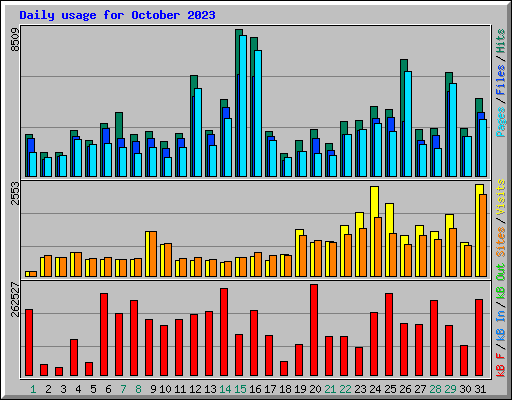 Daily usage for October 2023
8509
Pages / Files / Hits
2553
Sites / Visits
262527
kB F / kB In / kB Out
1 2 3 4 5 6 7 8 9 10 11 12 13 14 15 16 17 18 19 20 21 22 23 24 25 26 27 28 29 30 31